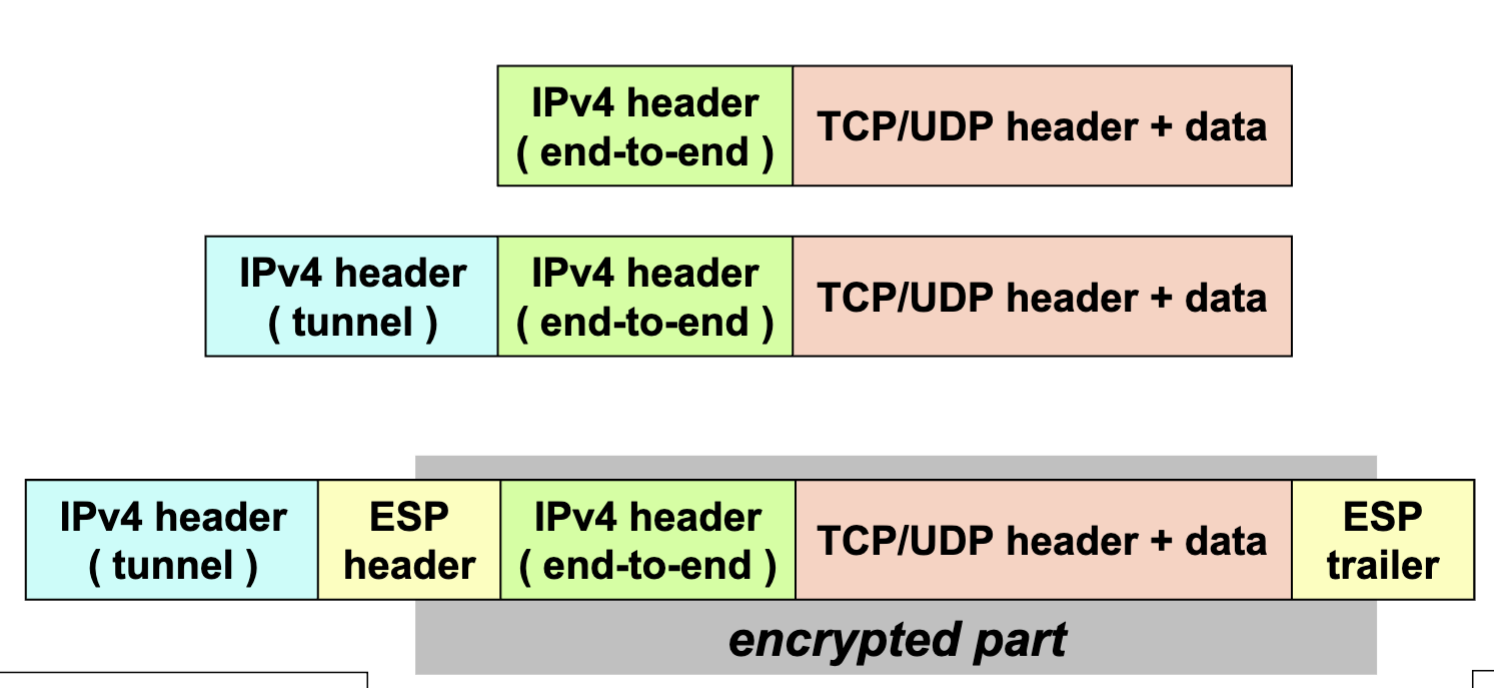 IPv4 header
( end-to-end )
TCP/UDP header + data
IPv4 header
( tunnel )
IPv4 header
( end-to-end )
TCP/UDP header + data
IPv4 header
( tunnel )
ESP
header
IPv4 header
( end-to-end )
TCP/UDP header + data
ESP
trailer
encrypted part